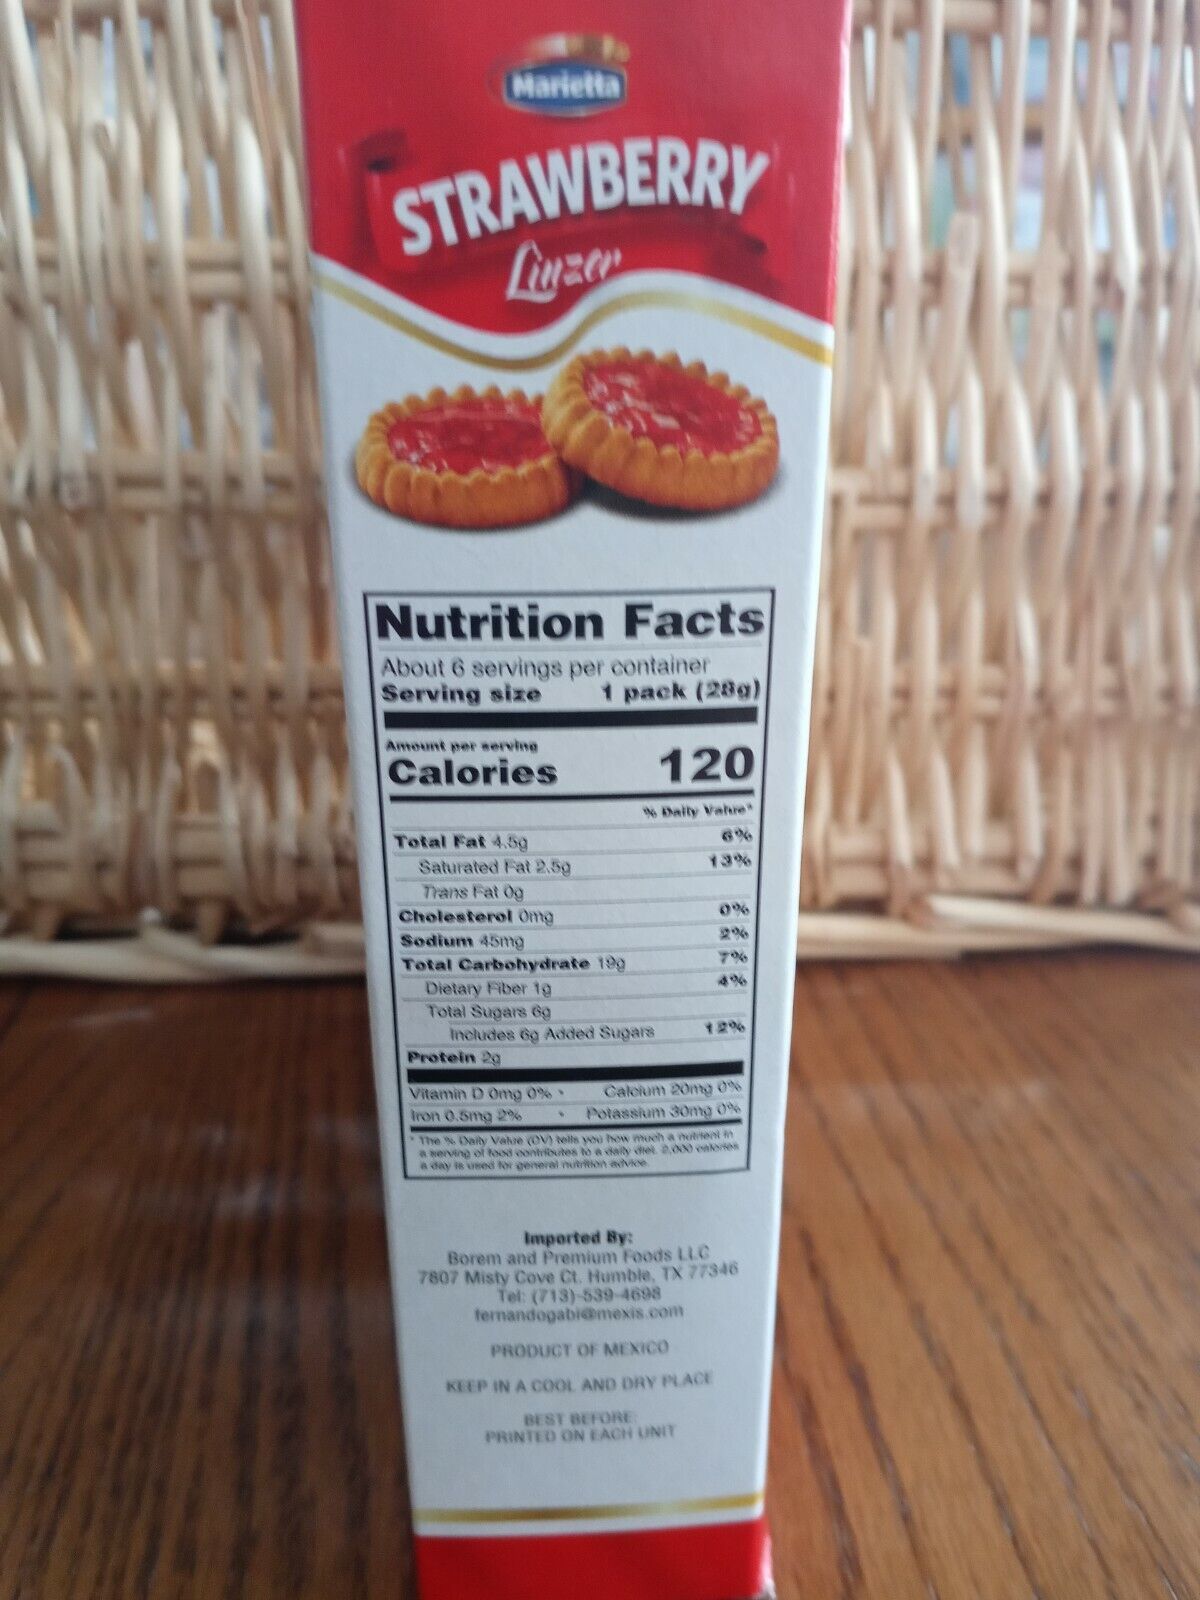 Marietta
STRAWBERRY
Linzer
Nutrition Facts
About 6 servings per container
Serving size 1 pack (28g)
Amount per serving
Calories 120
% Daily Value*
Total Fat 4.5g 6%
Saturated Fat 2.5g 13%
Trans Fat 0g
Cholesterol 0mg 0%
Sodium 45mg 2%
Total Carbohydrate 19g 7%
Dietary Fiber 1g 4%
Total Sugars 6g
Includes 6g Added Sugars 12%
Protein 2g
Vitamin D 0mg 0% • Calcium 20mg 0%
Iron 0.5mg 2% • Potassium 30mg 0%
* The % Daily Value (DV) tells you how much a nutrient in
a serving of food contributes to a daily diet. 2,000 calories
a day is used for general nutrition advice.
Imported By:
Borem and Premium Foods LLC
7807 Misty Cove Ct. Humble, TX 77346
Tel: (713)-539-4698
fernandogabi@mexis.com
PRODUCT OF MEXICO
KEEP IN A COOL AND DRY PLACE
BEST BEFORE:
PRINTED ON EACH UNIT